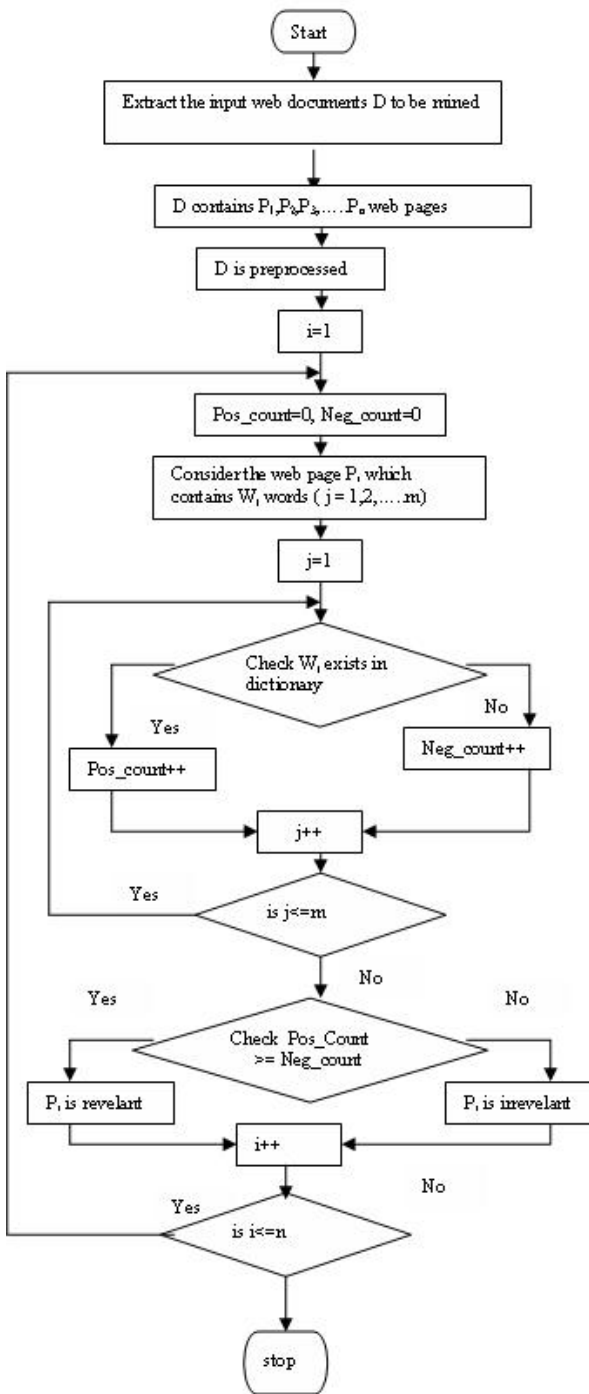 Start
Extract the input web documents D to be mined
D contains P₁,P₂,P₃,.....Pₙ web pages
D is preprocessed
i=1
Pos_count=0, Neg_count=0
Consider the web page Pᵢ which
contains Wⱼ words ( j = 1,2,.....m)
j=1
Check Wⱼ exists in
dictionary
Yes
No
Pos_count++
Neg_count++
j++
Yes
is j<=m
No
Yes
No
Check Pos_Count
>= Neg_count
Pᵢ is revelant
Pᵢ is irrevelant
i++
No
Yes
is i<=n
stop